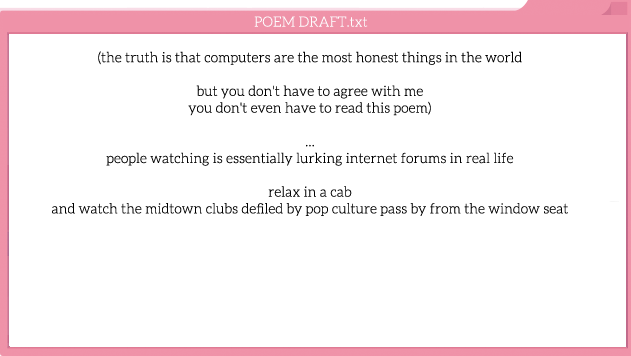 POEM DRAFT.txt
(the truth is that computers are the most honest things in the world
but you don't have to agree with me
you don't even have to read this poem)
...
people watching is essentially lurking internet forums in real life
relax in a cab
and watch the midtown clubs defiled by pop culture pass by from the window seat